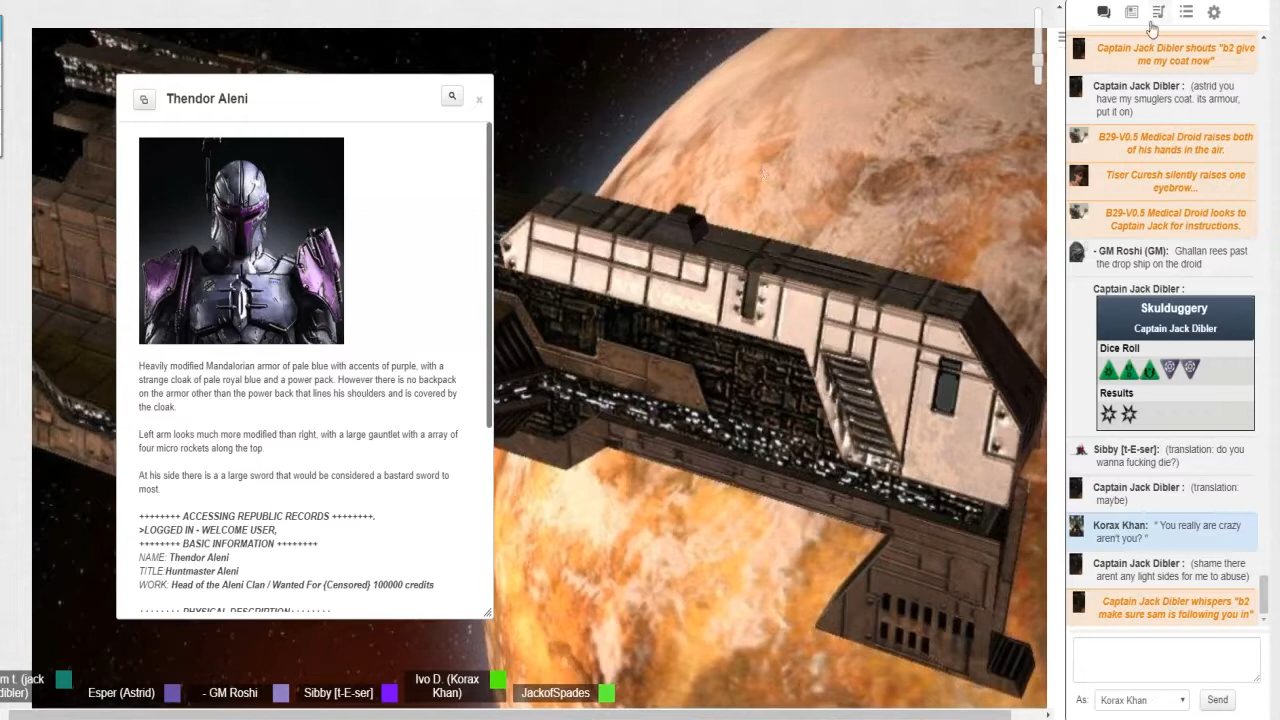 Thendor Aleni
Heavily modified Mandalorian armor of pale blue with accents of purple, with a
strange cloak of pale royal blue and a power pack. However there is no backpack
on the armor other than the power back that lines his shoulders and is covered by
the cloak.
Left arm looks much more modified than right, with a large gauntlet with a array of
four micro rockets along the top.
At his side there is a a large sword that would be considered a bastard sword to
most.
++++++++ ACCESSING REPUBLIC RECORDS ++++++++.
>LOGGED IN - WELCOME USER,
++++++++ BASIC INFORMATION ++++++++
NAME: Thendor Aleni
TITLE:Huntmaster Aleni
WORK: Head of the Aleni Clan / Wanted For {Censored} 100000 credits
++++++++ PHYSICAL DESCRIPTION++++++++
m t. (jack
dibler)
Esper (Astrid)
- GM Roshi
Sibby [t-E-ser]
Ivo D. (Korax
Khan)
JackofSpades
Captain Jack Dibler shouts "b2 give
me my coat now"
Captain Jack Dibler : (astrid you
have my smuglers coat. its armour,
put it on)
B29-V0.5 Medical Droid raises both
of his hands in the air.
Tiser Curesh silently raises one
eyebrow...
B29-V0.5 Medical Droid looks to
Captain Jack for instructions.
- GM Roshi (GM): Ghallan rees past
the drop ship on the droid
Captain Jack Dibler :
Skulduggery
Captain Jack Dibler
Dice Roll
Results
Sibby [t-E-ser]: (translation: do you
wanna fucking die?)
Captain Jack Dibler : (translation:
maybe)
Korax Khan: " You really are crazy
aren't you? "
Captain Jack Dibler : (shame there
arent any light sides for me to abuse)
Captain Jack Dibler whispers "b2
make sure sam is following you in"
As: Korax Khan Send